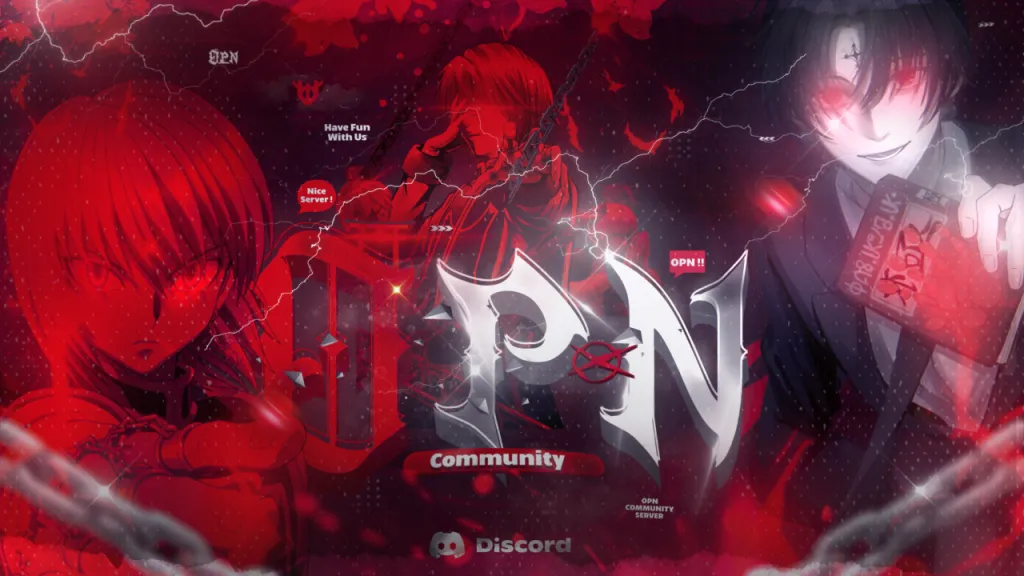 OPN
Have Fun
With Us
Nice
Server !
OPN !!
OPN
Community
OPN
COMMUNITY
SERVER
Discord